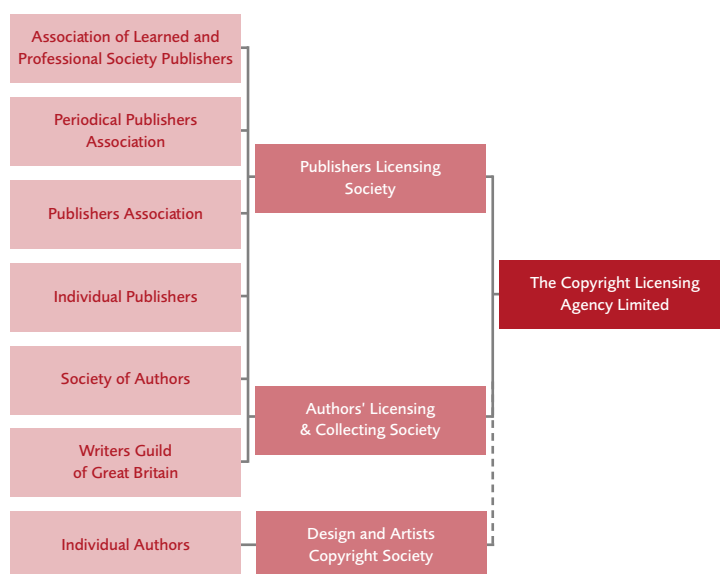 Association of Learned and
Professional Society Publishers
Periodical Publishers
Association
Publishers Association
Individual Publishers
Society of Authors
Writers Guild
of Great Britain
Individual Authors
Publishers Licensing
Society
Authors' Licensing
& Collecting Society
Design and Artists
Copyright Society
The Copyright Licensing
Agency Limited